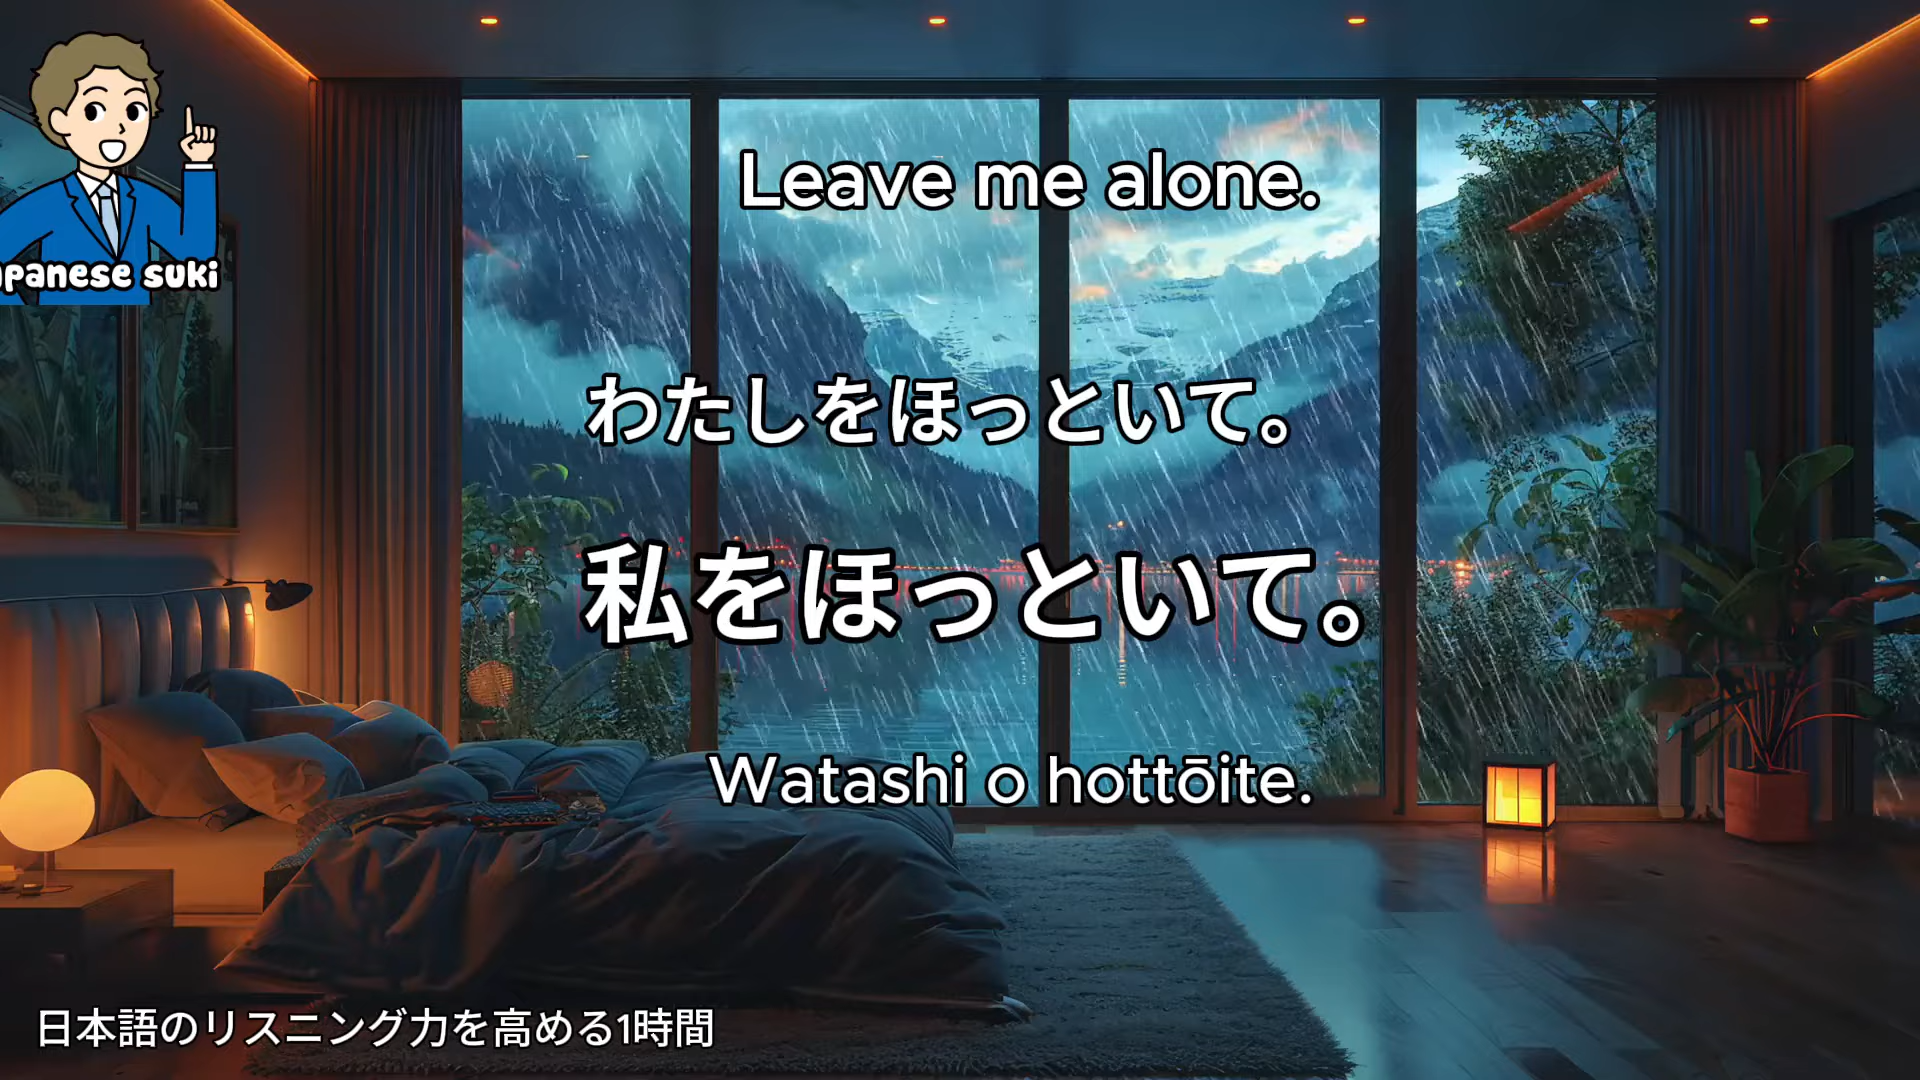 Leave me alone.
apanese suki
わたしをほっといて。
私をほっといて。
Watashi o hottōite.
日本語のリスニング力を高める1時間